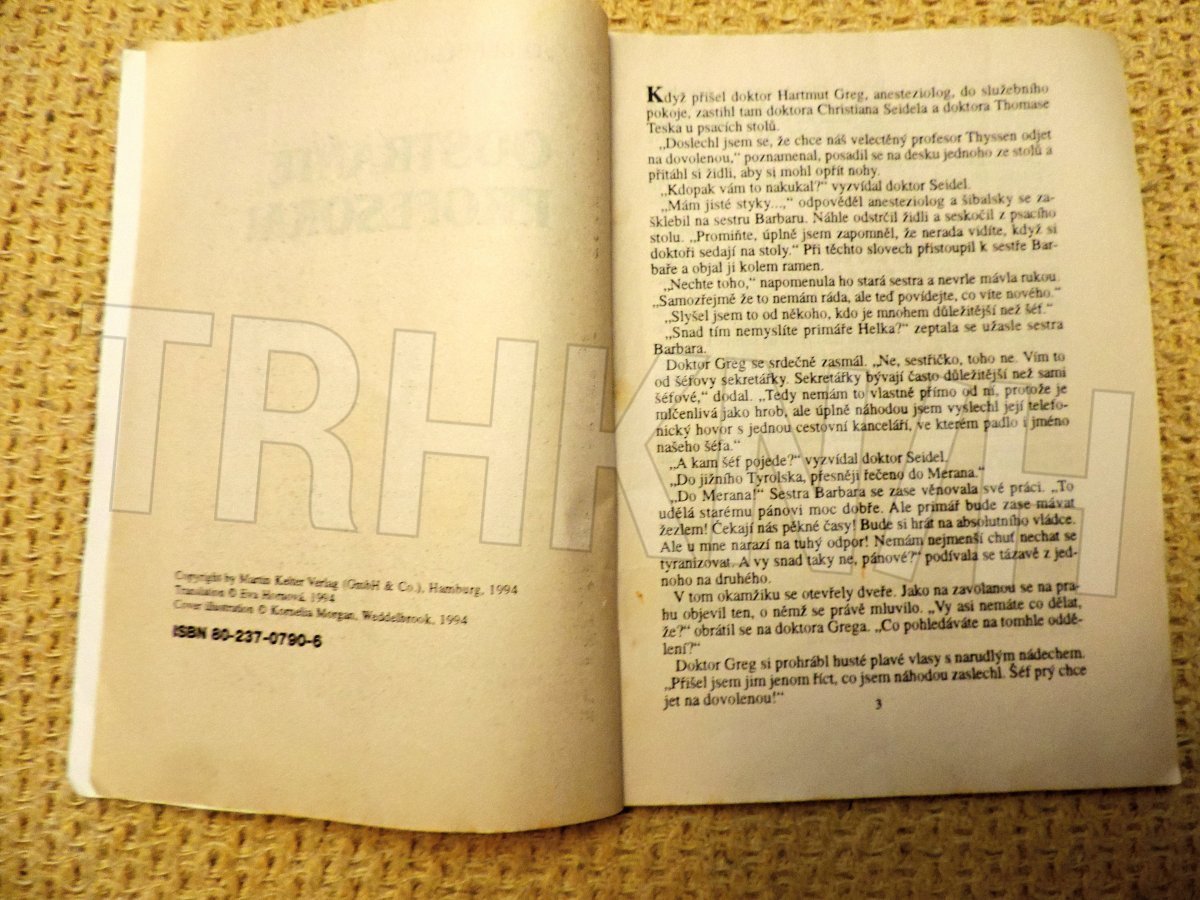 Copyright by Martin Kelter Verlag (GmbH & Co.), Hamburg, 1994
Translation © Eva Hornová, 1994
Cover illustration © Kornelia Morgan, Weddelbrook, 1994
ISBN 80-237-0790-6
Když přišel doktor Hartmut Greg, anesteziolog, do služebního
pokoje, zastihl tam doktora Christiana Seidela a doktora Thomase
Teska u psacích stolů.
„Doslechl jsem se, že chce náš velectěný profesor Thyssen odjet
na dovolenou,“ poznamenal, posadil se na desku jednoho ze stolů a
přitáhl si židli, aby si mohl opřít nohy.
„Kdopak vám to nakukal?“ vyzvídal doktor Seidel.
„Mám jisté styky...,“ odpověděl anesteziolog a šibalsky se za-
šklebil na sestru Barbaru. Náhle odstrčil židli a seskočil z psacího
stolu. „Promiňte, úplně jsem zapomněl, že nerada vidíte, když si
doktoři sedají na stoly.“ Při těchto slovech přistoupil k sestře Bar-
baře a objal ji kolem ramen.
„Nechte toho,“ napomenula ho stará sestra a nevrle mávla rukou.
„Samozřejmě že to nemám ráda, ale teď povídejte, co víte nového.“
„Slyšel jsem to od někoho, kdo je mnohem důležitější než šéf.“
„Snad tím nemyslíte primáře Helka?“ zeptala se užasle sestra
Barbara.
Doktor Greg se srdečně zasmál. „Ne, sestřičko, toho ne. Vím to
od šéfovy sekretářky. Sekretářky bývají často důležitější než sami
šéfové,“ dodal. „Tedy nemám to vlastně přímo od ní, protože je
mlčenlivá jako hrob, ale úplně náhodou jsem vyslechl její telefo-
nický hovor s jednou cestovní kanceláří, ve kterém padlo i jméno
našeho šéfa.“
„A kam šéf pojede?“ vyzvídal doktor Seidel.
„Do jižního Tyrolska, přesněji řečeno do Merana.“
„Do Merana!“ Sestra Barbara se zase věnovala své práci. „To
udělá starému pánovi moc dobře. Ale primář bude zase mávat
žezlem! Čekají nás pěkné časy! Bude si hrát na absolutního vládce.
Ale u mne narazí na tuhý odpor! Nemám nejmenší chuť nechat se
tyranizovat. A vy snad taky ne, pánové?“ podívala se tázavě z jed-
noho na druhého.
V tom okamžiku se otevřely dveře. Jako na zavolanou se na pra-
hu objevil ten, o němž se právě mluvilo. „Vy asi nemáte co dělat,
že?“ obrátil se na doktora Grega. „Co pohledáváte na tomhle oddě-
lení?“
Doktor Greg si prohrábl husté plavé vlasy s narudlým nádechem.
„Přišel jsem jim jenom říct, co jsem náhodou zaslechl. Šéf prý chce
jet na dovolenou!“
3